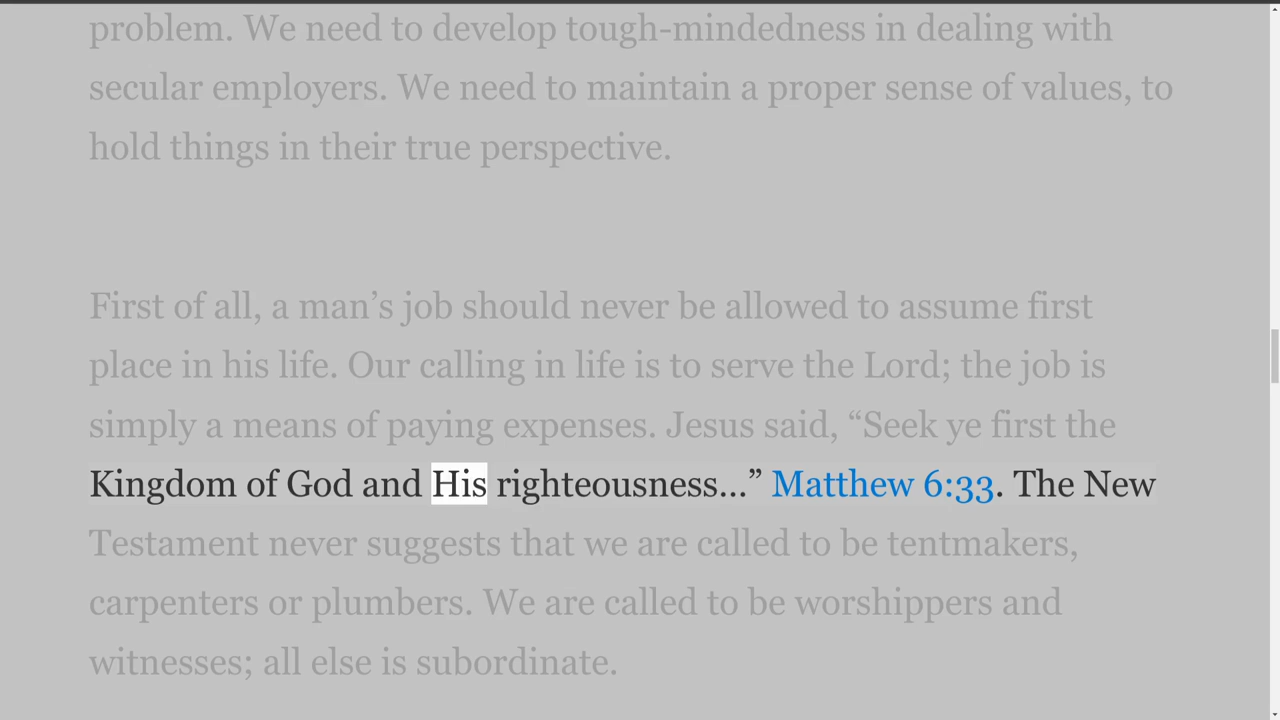 problem. We need to develop tough-mindedness in dealing with
secular employers. We need to maintain a proper sense of values, to
hold things in their true perspective.
First of all, a man’s job should never be allowed to assume first
place in his life. Our calling in life is to serve the Lord; the job is
simply a means of paying expenses. Jesus said, “Seek ye first the
Kingdom of God and His righteousness...” Matthew 6:33. The New
Testament never suggests that we are called to be tentmakers,
carpenters or plumbers. We are called to be worshippers and
witnesses; all else is subordinate.